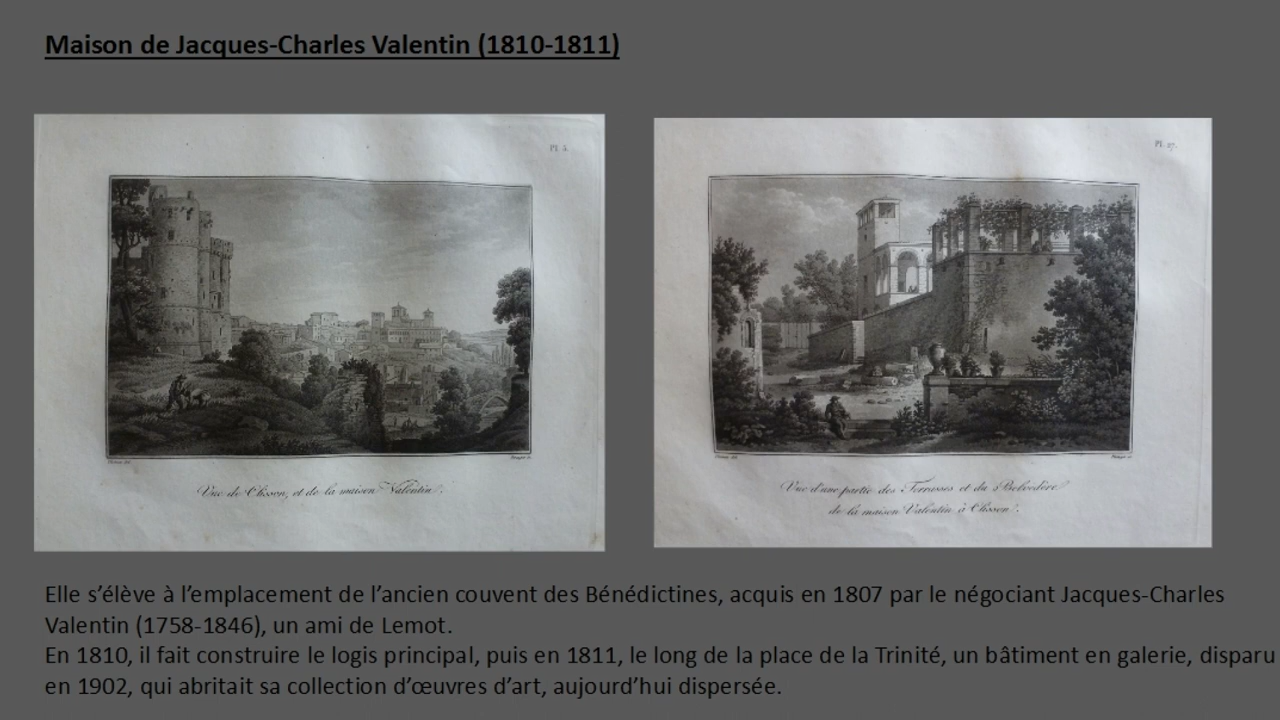 Maison de Jacques-Charles Valentin (1810-1811)
Pl. 5.
Pl. 27.
Vue de Clisson, et de la maison Valentin.
Vue d'une partie des Terrasses et du Belvedère
de la maison Valentin à Clisson.
Elle s'élève à l'emplacement de l'ancien couvent des Bénédictines, acquis en 1807 par le négociant Jacques-Charles
Valentin (1758-1846), un ami de Lemot.
En 1810, il fait construire le logis principal, puis en 1811, le long de la place de la Trinité, un bâtiment en galerie, disparu
en 1902, qui abritait sa collection d'œuvres d'art, aujourd'hui dispersée.